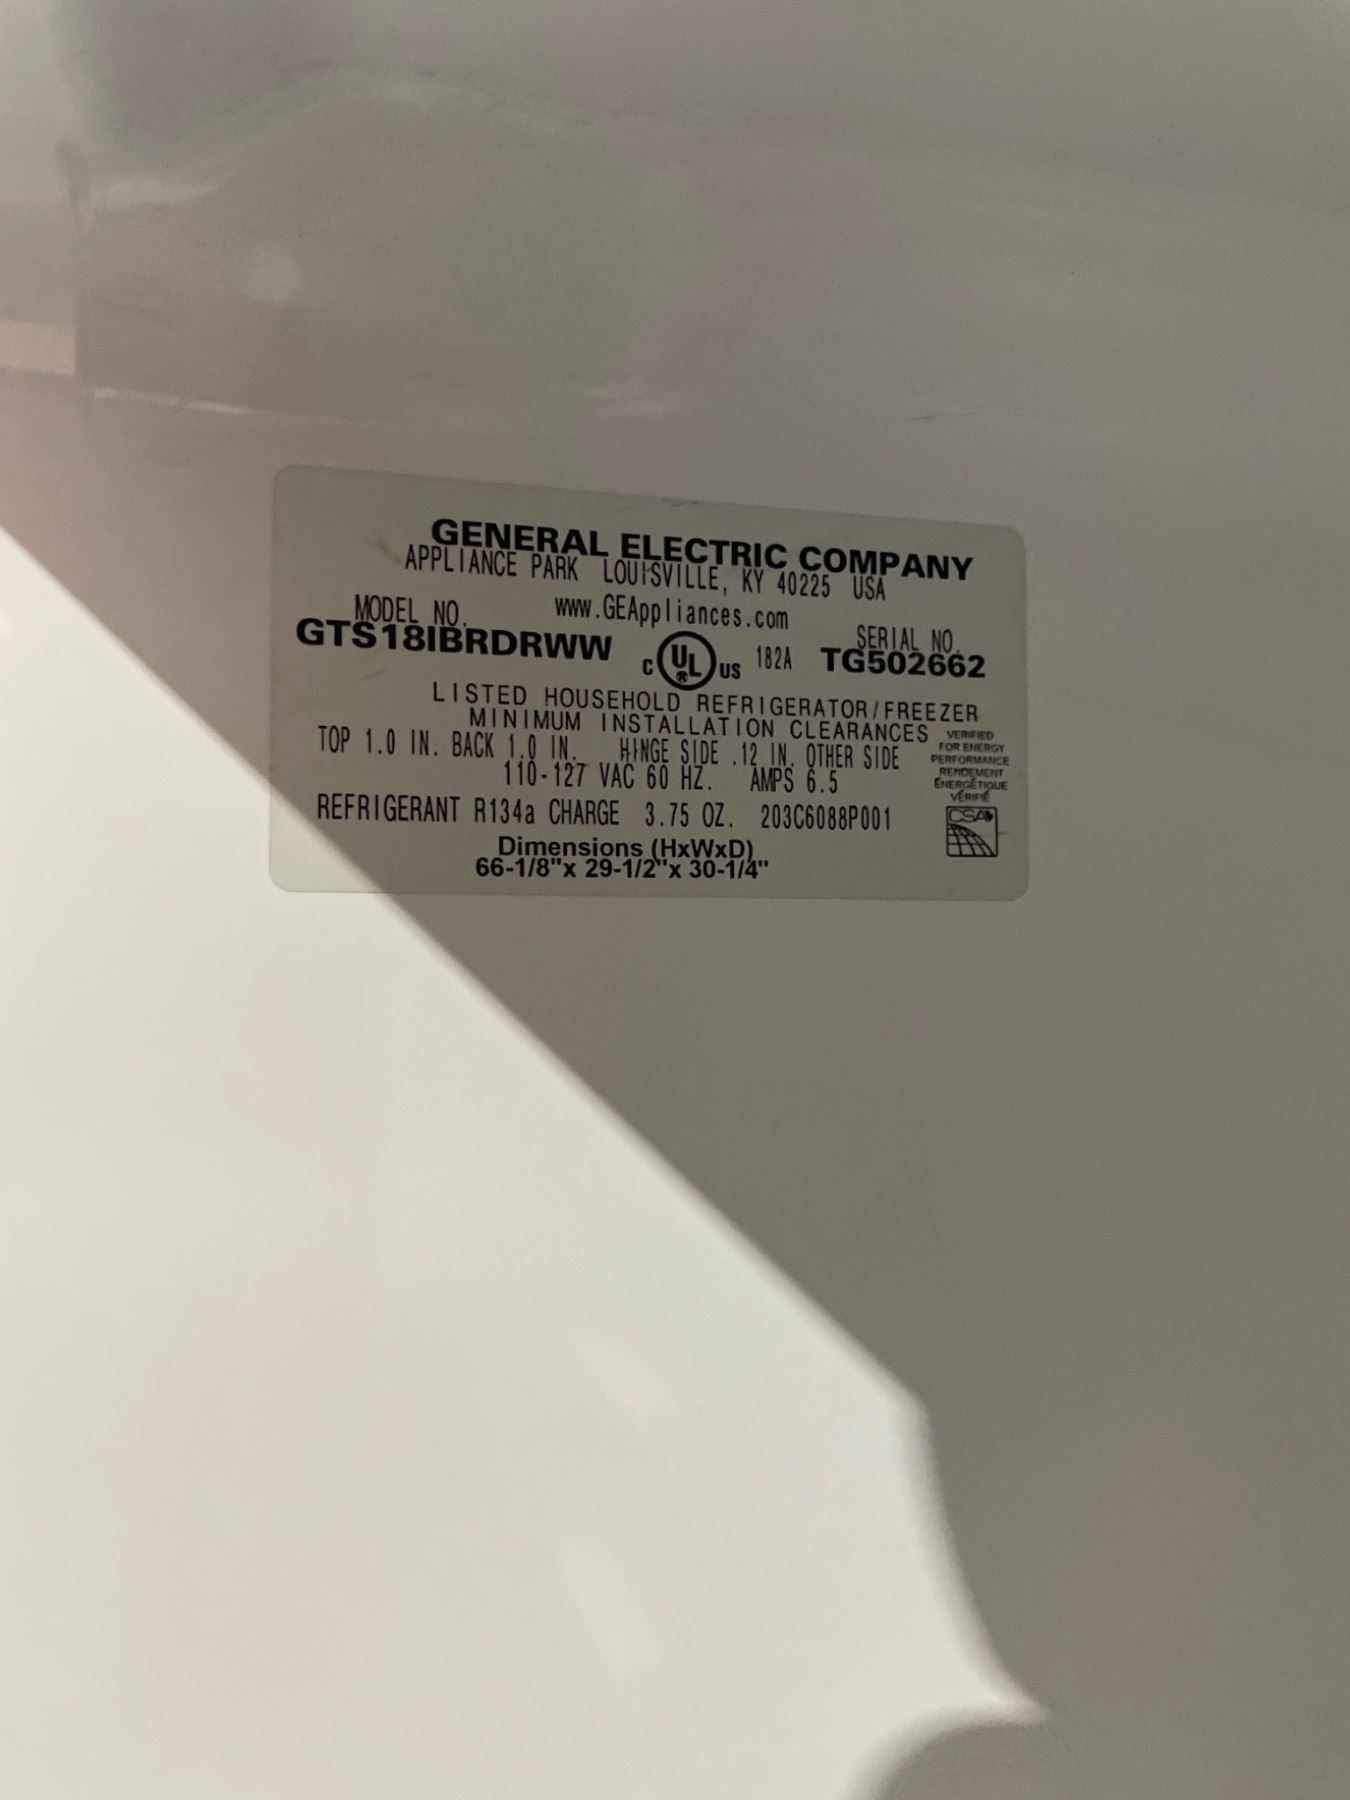 GENERAL ELECTRIC COMPANY
APPLIANCE PARK LOUISVILLE, KY 40225 USA
www.GEAppliances.com
MODEL NO.
GTS18IBRDRWW
C UL ® US 182A
SERIAL NO.
TG502662
LISTED HOUSEHOLD REFRIGERATOR/FREEZER
MINIMUM INSTALLATION CLEARANCES
TOP 1.0 IN. BACK 1.0 IN. HINGE SIDE .12 IN. OTHER SIDE
110-127 VAC 60 HZ. AMPS 6.5
REFRIGERANT R134a CHARGE 3.75 OZ. 203C6088P001
VERIFIED
FOR ENERGY
PERFORMANCE
RENDEMENT
ÉNERGÉTIQUE
VÉRIFIÉ
CSA
Dimensions (HxWxD)
66-1/8"x 29-1/2"x 30-1/4"